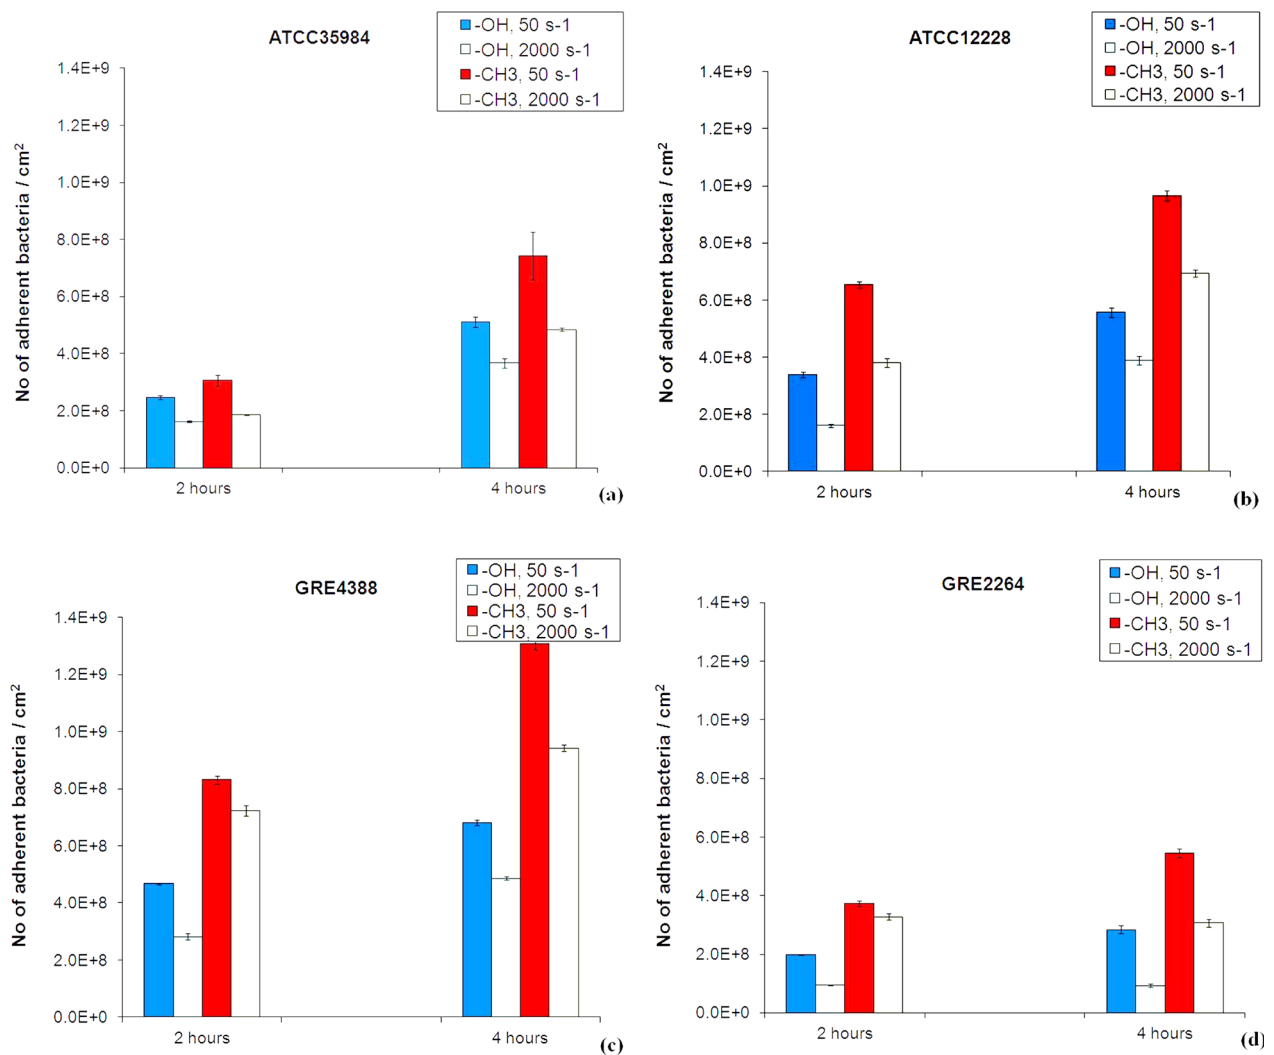 ATCC35984
-OH, 50 s-1
-OH, 2000 s-1
-CH3, 50 s-1
-CH3, 2000 s-1
No of adherent bacteria / cm²
1.4E+9
1.2E+9
1.0E+9
8.0E+8
6.0E+8
4.0E+8
2.0E+8
0.0E+0
2 hours
4 hours
(a)
ATCC12228
-OH, 50 s-1
-OH, 2000 s-1
-CH3, 50 s-1
-CH3, 2000 s-1
No of adherent bacteria / cm²
1.4E+9
1.2E+9
1.0E+9
8.0E+8
6.0E+8
4.0E+8
2.0E+8
0.0E+0
2 hours
4 hours
(b)
GRE4388
-OH, 50 s-1
-OH, 2000 s-1
-CH3, 50 s-1
-CH3, 2000 s-1
No of adherent bacteria / cm²
1.4E+9
1.2E+9
1.0E+9
8.0E+8
6.0E+8
4.0E+8
2.0E+8
0.0E+0
2 hours
4 hours
(c)
GRE2264
-OH, 50 s-1
-OH, 2000 s-1
-CH3, 50 s-1
-CH3, 2000 s-1
No of adherent bacteria / cm²
1.4E+9
1.2E+9
1.0E+9
8.0E+8
6.0E+8
4.0E+8
2.0E+8
0.0E+0
2 hours
4 hours
(d)